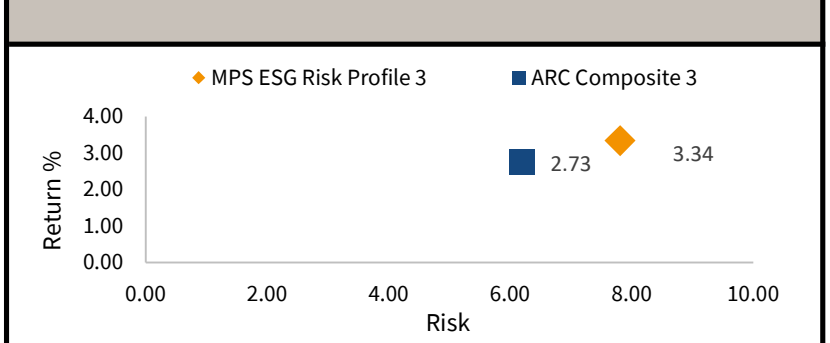 MPS ESG Risk Profile 3 ARC Composite 3
4.00
3.00
2.00
1.00
0.00
Return %
2.73
3.34
0.00 2.00 4.00 6.00 8.00 10.00
Risk